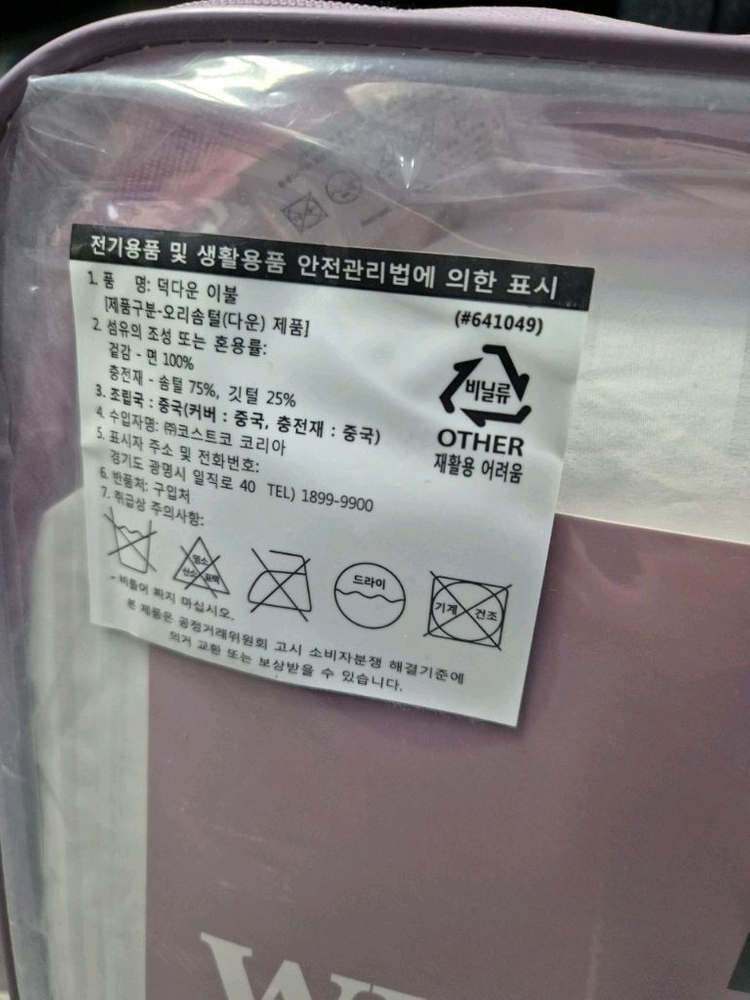 전기용품 및 생활용품 안전관리법에 의한 표시
1. 품 명: 덕다운 이불
[제품구분-오리솜털(다운) 제품]
(#641049)
2. 섬유의 조성 또는 혼용률:
겉감 - 면 100%
충전재 - 솜털 75%, 깃털 25%
3. 조립국 : 중국(커버 : 중국, 충전재 : 중국)
4. 수입자명: ㈜코스트코 코리아
5. 표시자 주소 및 전화번호:
경기도 광명시 일직로 40 TEL) 1899-9900
6. 반품처: 구입처
7. 취급상 주의사항:
비닐류
OTHER
재활용 어려움
염소
산소 표백
드라이
기계 건조
- 비틀어 짜지 마십시오.
본 제품은 공정거래위원회 고시 소비자분쟁 해결기준에
의거 교환 또는 보상받을 수 있습니다.